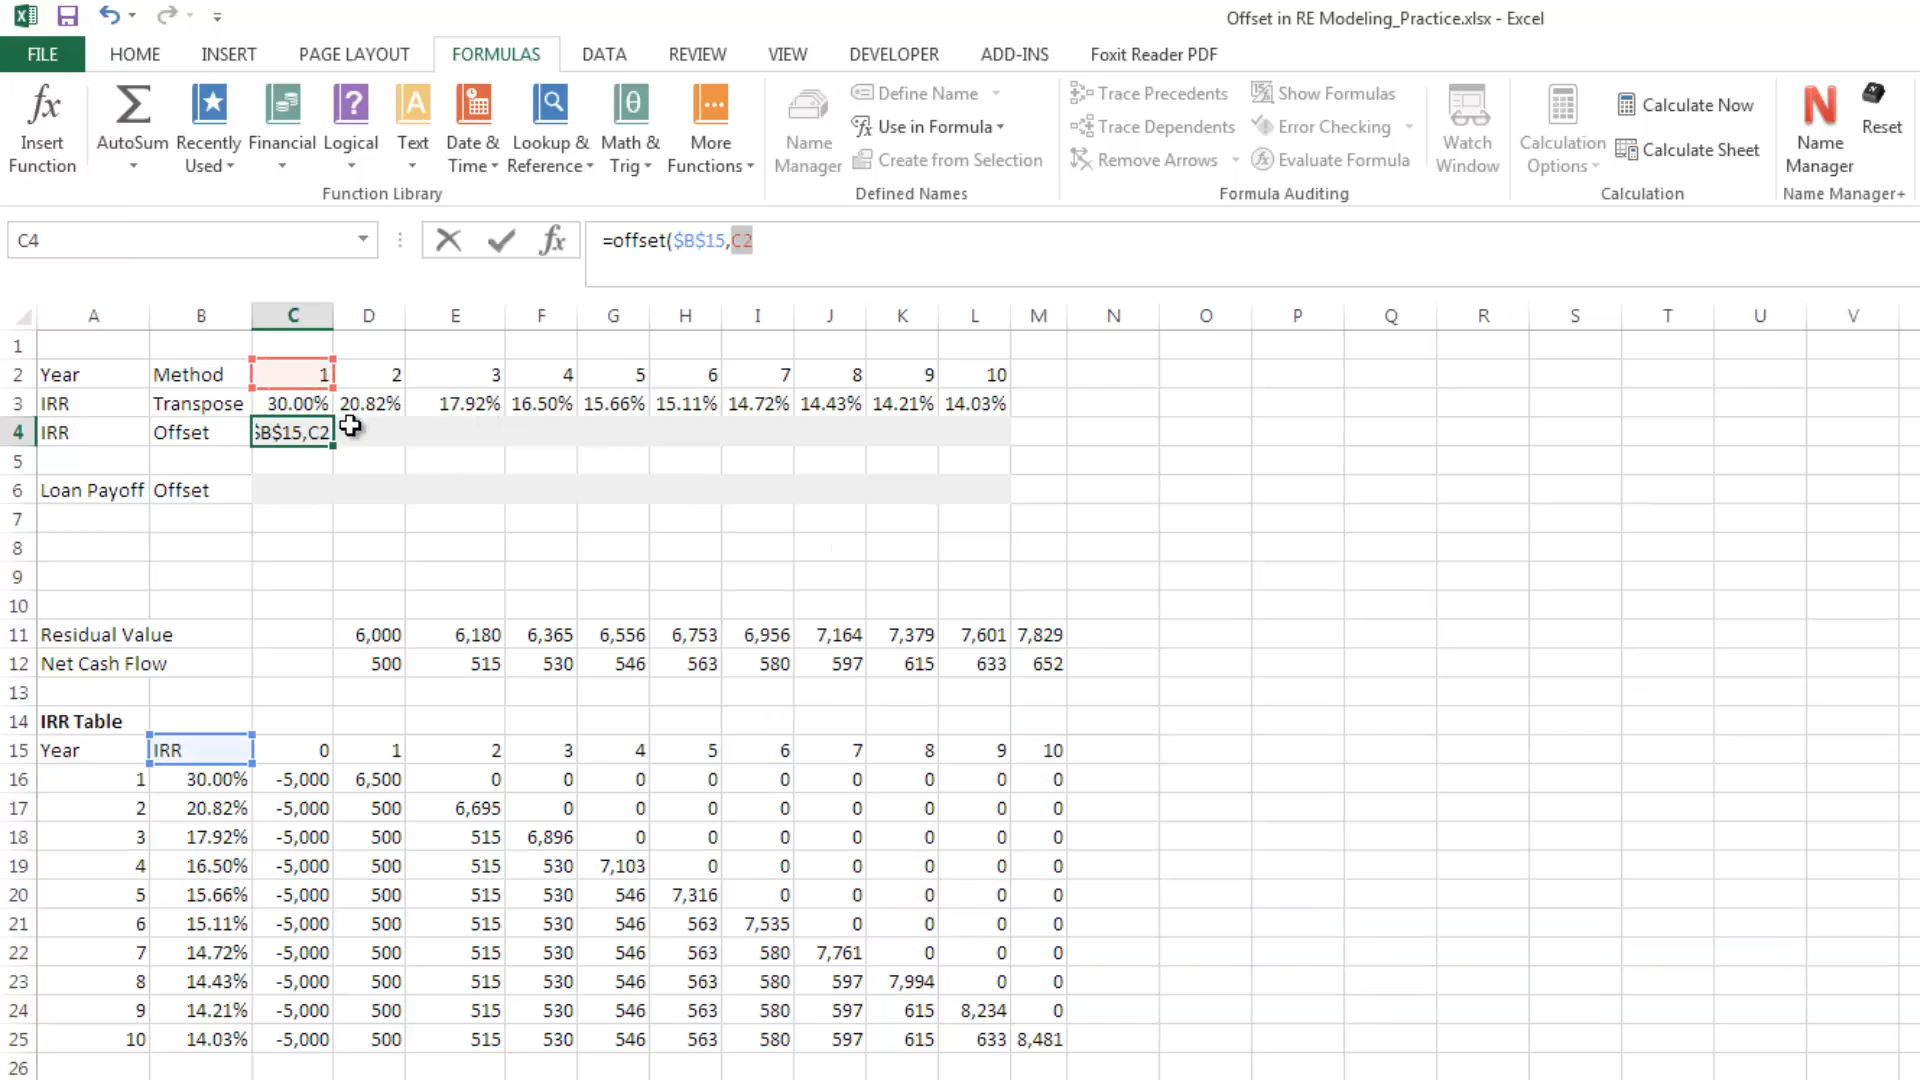 Offset in RE Modeling_Practice.xlsx - Excel
FILE HOME INSERT PAGE LAYOUT FORMULAS DATA REVIEW VIEW DEVELOPER ADD-INS Foxit Reader PDF
fx Insert Function
Σ AutoSum
Recently Used
Financial
Logical
A Text
Date & Time
Lookup & Reference
θ Math & Trig
More Functions
Function Library
Name Manager
Define Name
Use in Formula
Create from Selection
Defined Names
Trace Precedents
Trace Dependents
Remove Arrows
Show Formulas
Error Checking
Evaluate Formula
Watch Window
Formula Auditing
Calculation Options
Calculate Now
Calculate Sheet
Calculation
N Name Manager
Reset
Name Manager+
C4 fx =offset($B$15,C2
A B C D E F G H I J K L M N O P Q R S T U V
1
2 Year Method 1 2 3 4 5 6 7 8 9 10
3 IRR Transpose 30.00% 20.82% 17.92% 16.50% 15.66% 15.11% 14.72% 14.43% 14.21% 14.03%
4 IRR Offset $B$15,C2
5
6 Loan Payoff Offset
7
8
9
10
11 Residual Value 6,000 6,180 6,365 6,556 6,753 6,956 7,164 7,379 7,601 7,829
12 Net Cash Flow 500 515 530 546 563 580 597 615 633 652
13
14 IRR Table
15 Year IRR 0 1 2 3 4 5 6 7 8 9 10
16 1 30.00% -5,000 6,500 0 0 0 0 0 0 0 0 0
17 2 20.82% -5,000 500 6,695 0 0 0 0 0 0 0 0
18 3 17.92% -5,000 500 515 6,896 0 0 0 0 0 0 0
19 4 16.50% -5,000 500 515 530 7,103 0 0 0 0 0 0
20 5 15.66% -5,000 500 515 530 546 7,316 0 0 0 0 0
21 6 15.11% -5,000 500 515 530 546 563 7,535 0 0 0 0
22 7 14.72% -5,000 500 515 530 546 563 580 7,761 0 0 0
23 8 14.43% -5,000 500 515 530 546 563 580 597 7,994 0 0
24 9 14.21% -5,000 500 515 530 546 563 580 597 615 8,234 0
25 10 14.03% -5,000 500 515 530 546 563 580 597 615 633 8,481
26